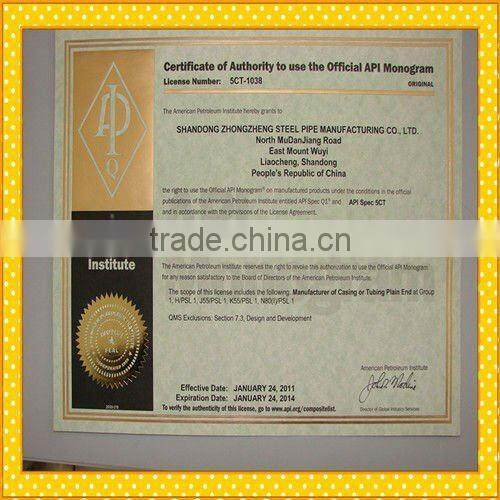 Certificate of Authority to use the Official API Monogram
License Number: 5CT-1038
ORIGINAL
The American Petroleum Institute hereby grants to
SHANDONG ZHONGZHENG STEEL PIPE MANUFACTURING CO., LTD.
North MuDanJiang Road
East Mount Wuyi
Liaocheng, Shandong
People's Republic of China
the right to use the Official API Monogram® on manufactured products under the conditions in the official
publications of the American Petroleum Institute entitled API Spec Q1® and API Spec 5CT
and in accordance with the provisions of the License Agreement.
trade.china.cn
Institute
The American Petroleum Institute reserves the right to revoke this authorization to use the Official API Monogram
for any reason satisfactory to the Board of Directors of the American Petroleum Institute.
The scope of this license includes the following: Manufacturer of Casing or Tubing Plain End at Group
1, H/PSL 1, J55/PSL 1, K55/PSL 1, N80(I)/PSL 1
QMS Exclusions: Section 7.3, Design and Development
American Petroleum Institute
Effective Date: JANUARY 24, 2011
Expiration Date: JANUARY 24, 2014
To verify the authenticity of this license, go to www.api.org/compositelist.
Director of Global Industry Services
API
Q
SEAL